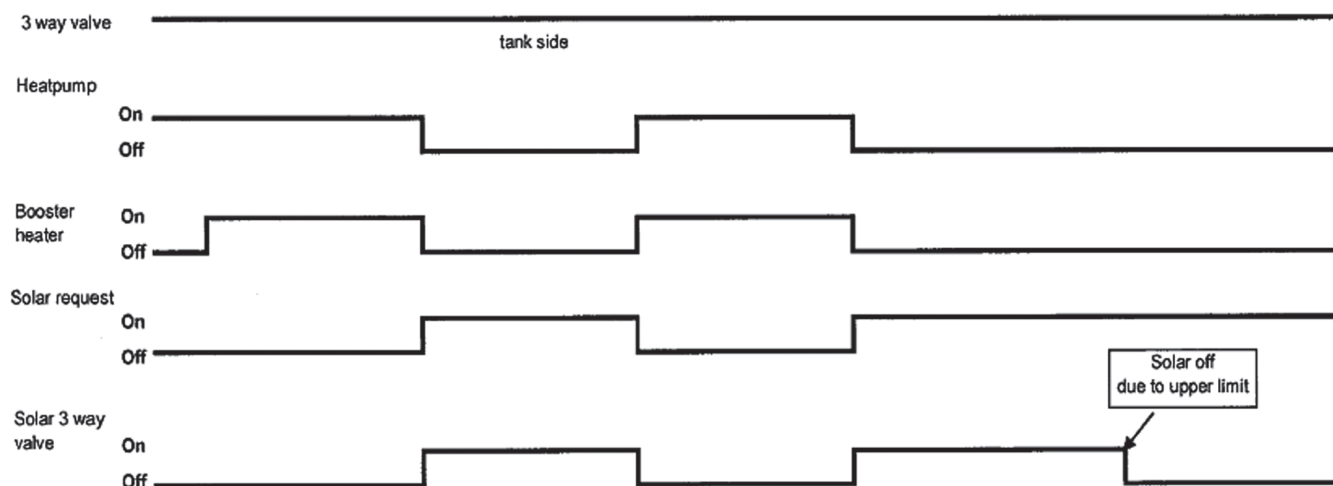 3 way valve
tank side
Heatpump
On
Off
Booster
heater
On
Off
Solar request
On
Off
Solar off
due to upper limit
Solar 3 way
valve
On
Off